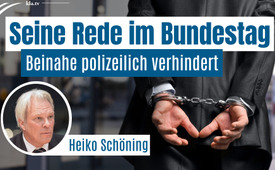 kla.tv
Seine Rede im Bundestag
Beinahe polizeilich verhindert
Heiko Schöning